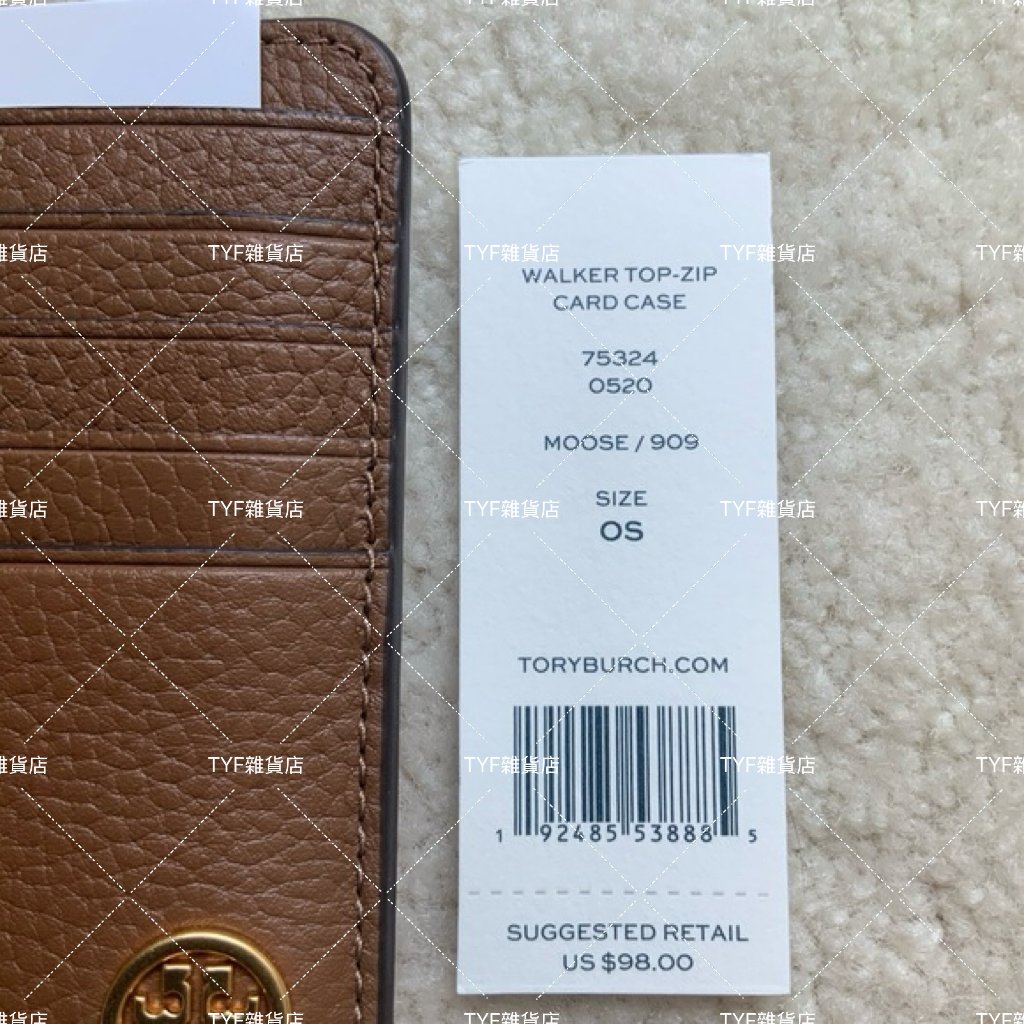 WALKER TOP-ZIP
CARD CASE
75324
0520
MOOSE / 909
SIZE
OS
TORYBURCH.COM
1 92485 53888 5
SUGGESTED RETAIL
US $98.00
TYF雜貨店